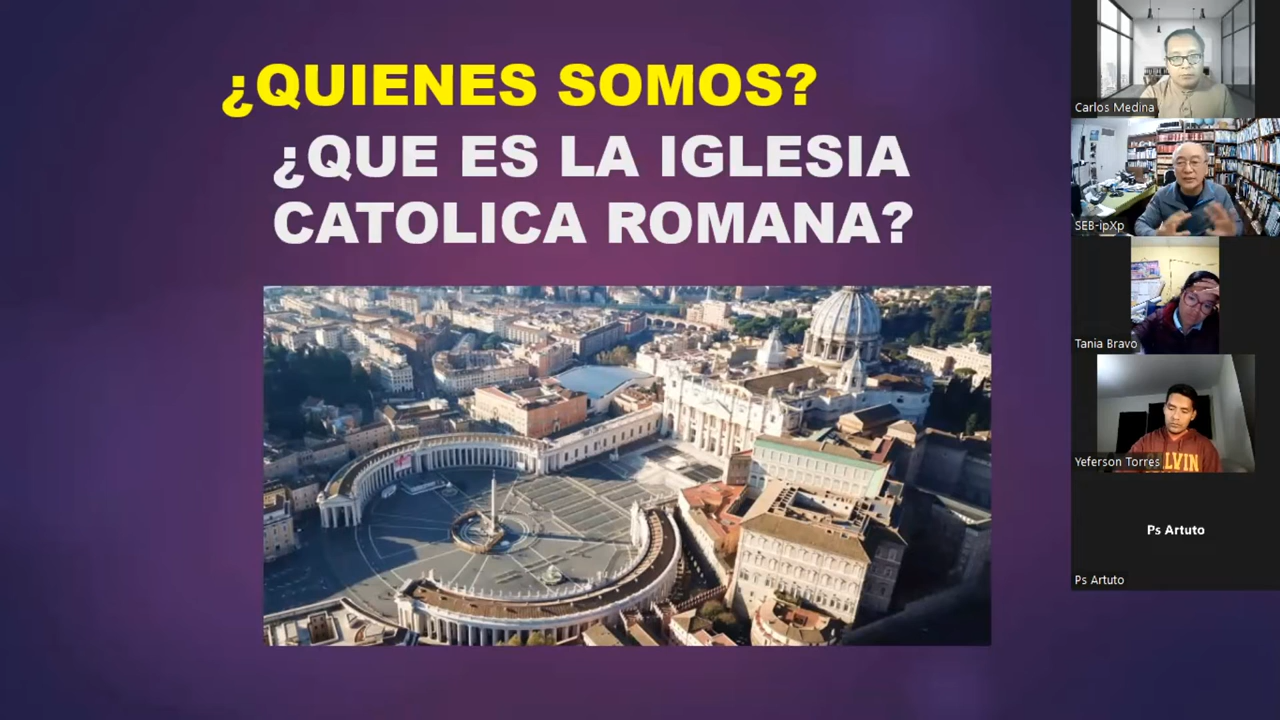 ¿QUIENES SOMOS?
¿QUE ES LA IGLESIA
CATOLICA ROMANA?
Carlos Medina
SEB-ipXp
Tania Bravo
Yeferson Torres
LVIN
Ps Artuto
Ps Artuto